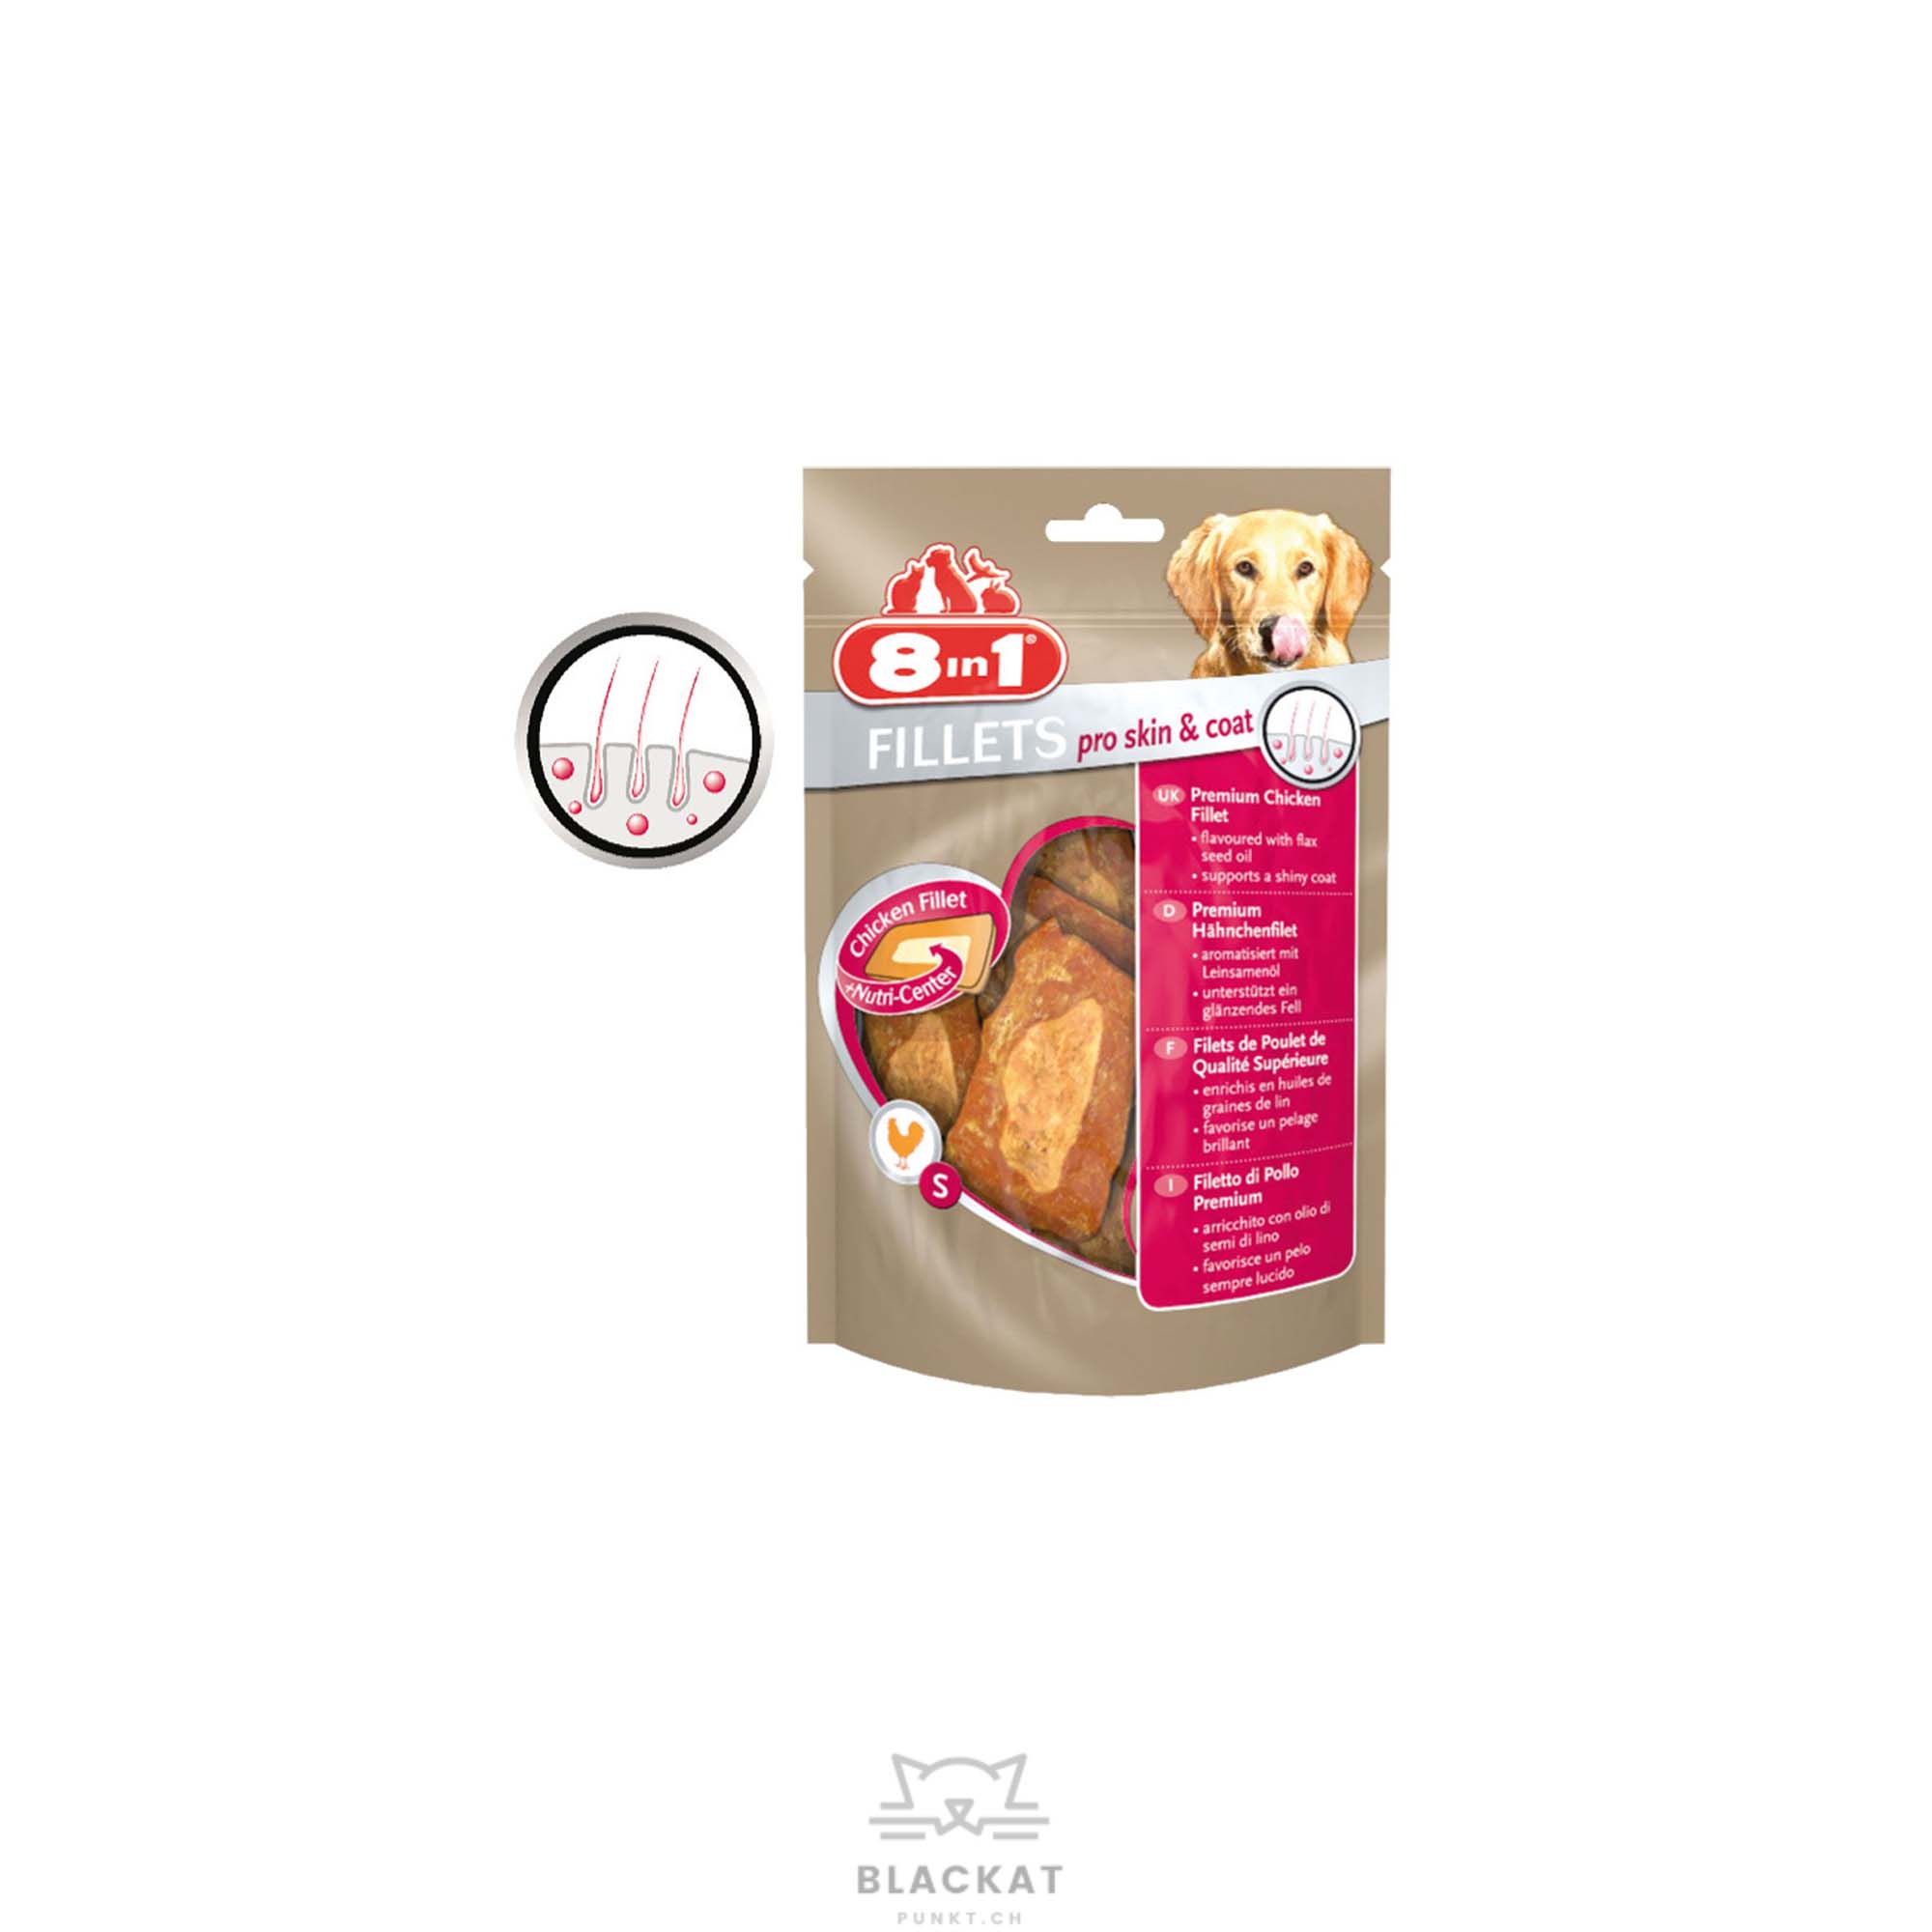 8in1®
FILLETS pro skin & coat
UK Premium Chicken
Fillet
• flavoured with flax
seed oil
• supports a shiny coat
Chicken Fillet
+Nutri-Center
D Premium
Hähnchenfilet
• aromatisiert mit
Leinsamenöl
• unterstützt ein
glänzendes Fell
F Filets de Poulet de
Qualité Supérieure
• enrichis en huiles de
graines de lin
• favorise un pelage
brillant
S
I Filetto di Pollo
Premium
• arricchito con olio di
semi di lino
• favorisce un pelo
sempre lucido
BLACKAT
PUNKT.CH